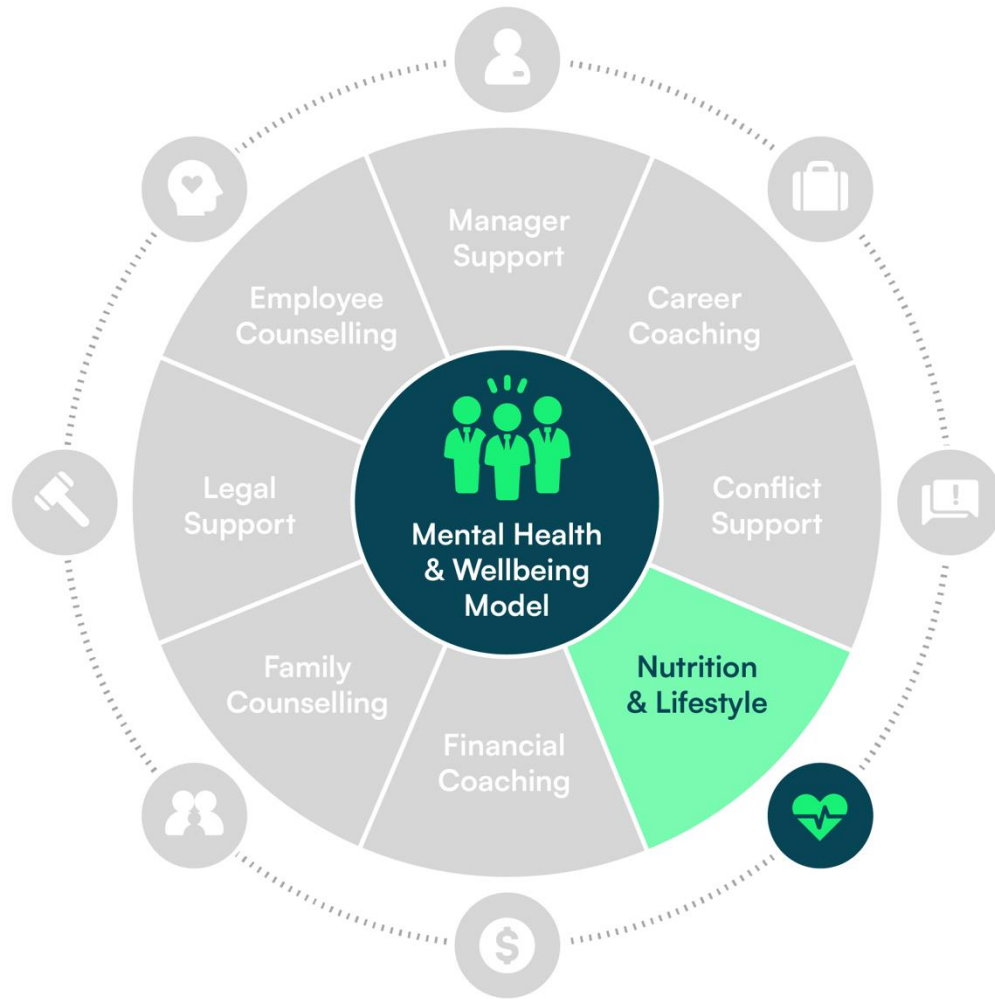 Manager
Support
Career
Coaching
Conflict
Support
Nutrition
& Lifestyle
Financial
Coaching
Family
Counselling
Legal
Support
Employee
Counselling
Mental Health
& Wellbeing
Model
!
$